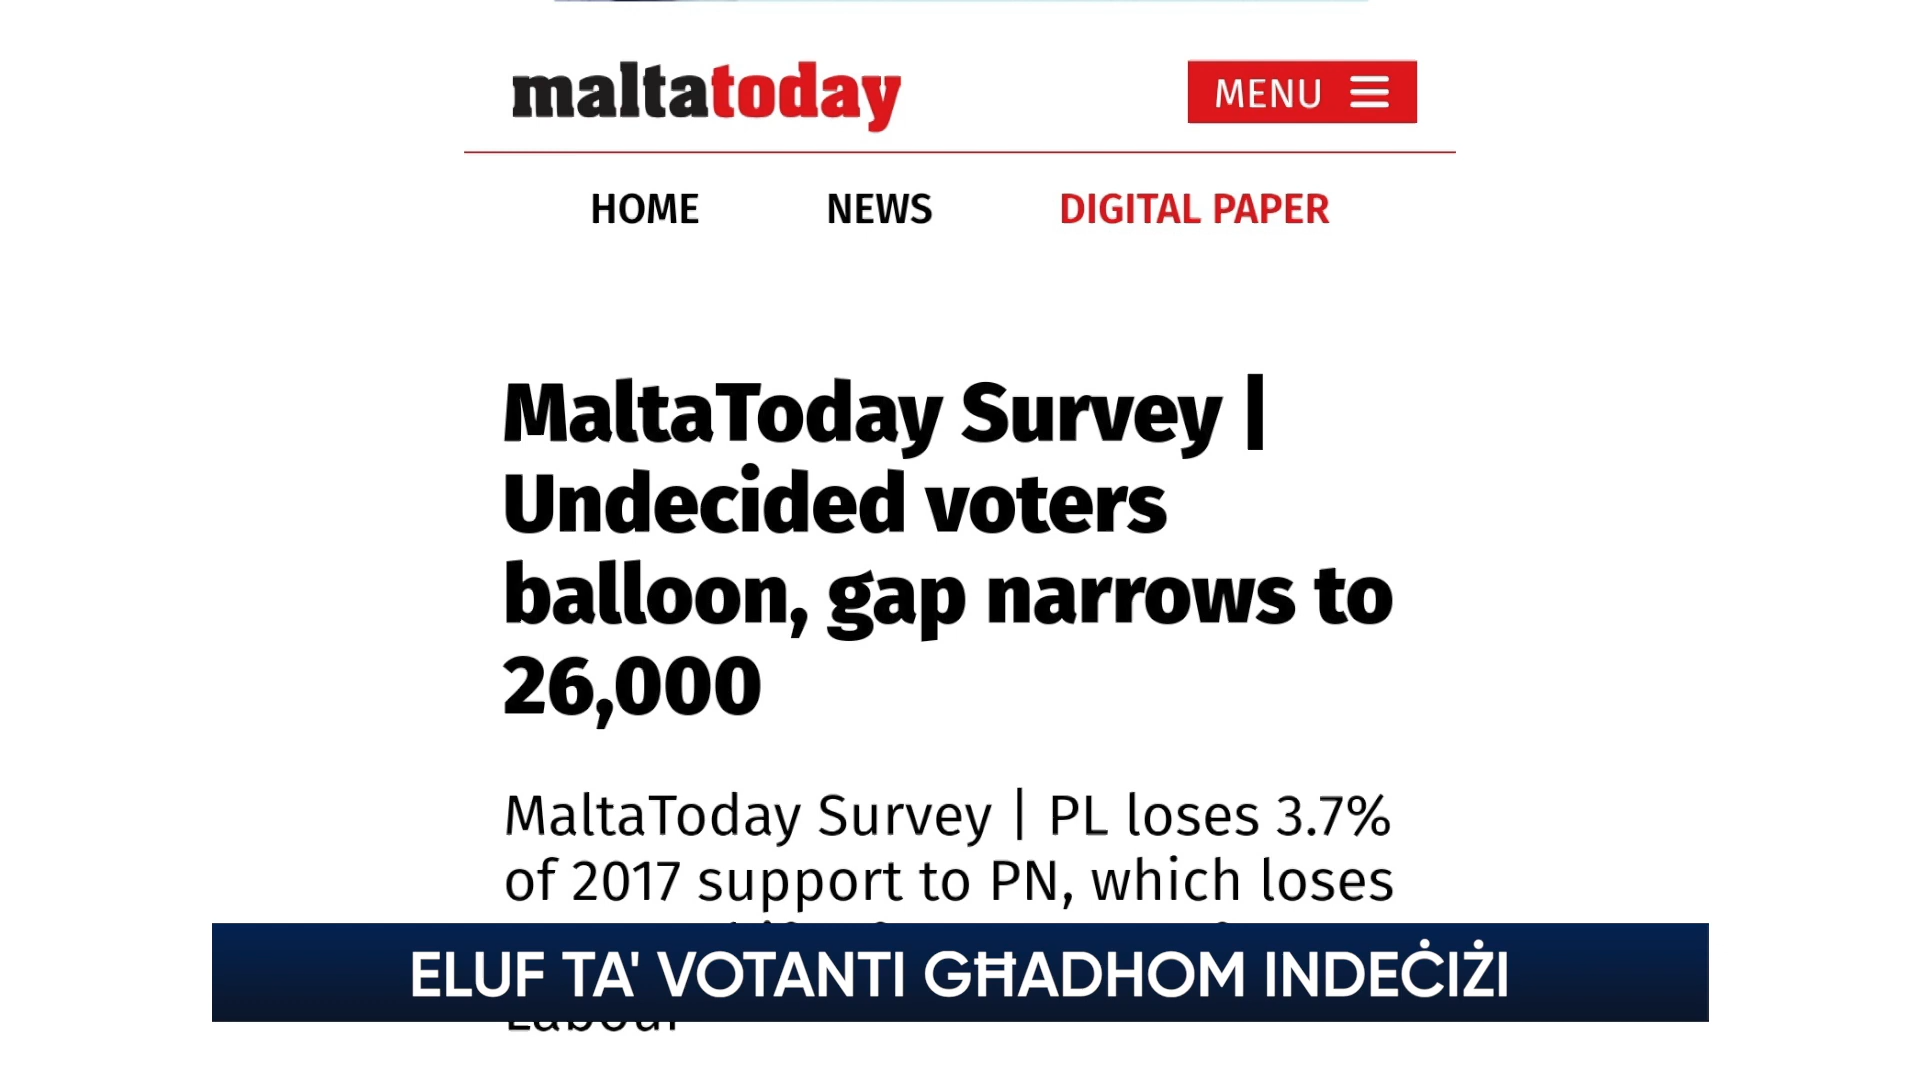 maltatoday
MENU
HOME NEWS DIGITAL PAPER
MaltaToday Survey |
Undecided voters
balloon, gap narrows to
26,000
MaltaToday Survey | PL loses 3.7%
of 2017 support to PN, which loses
ELUF TA' VOTANTI GĦADHOM INDEĊIŻI
Labour